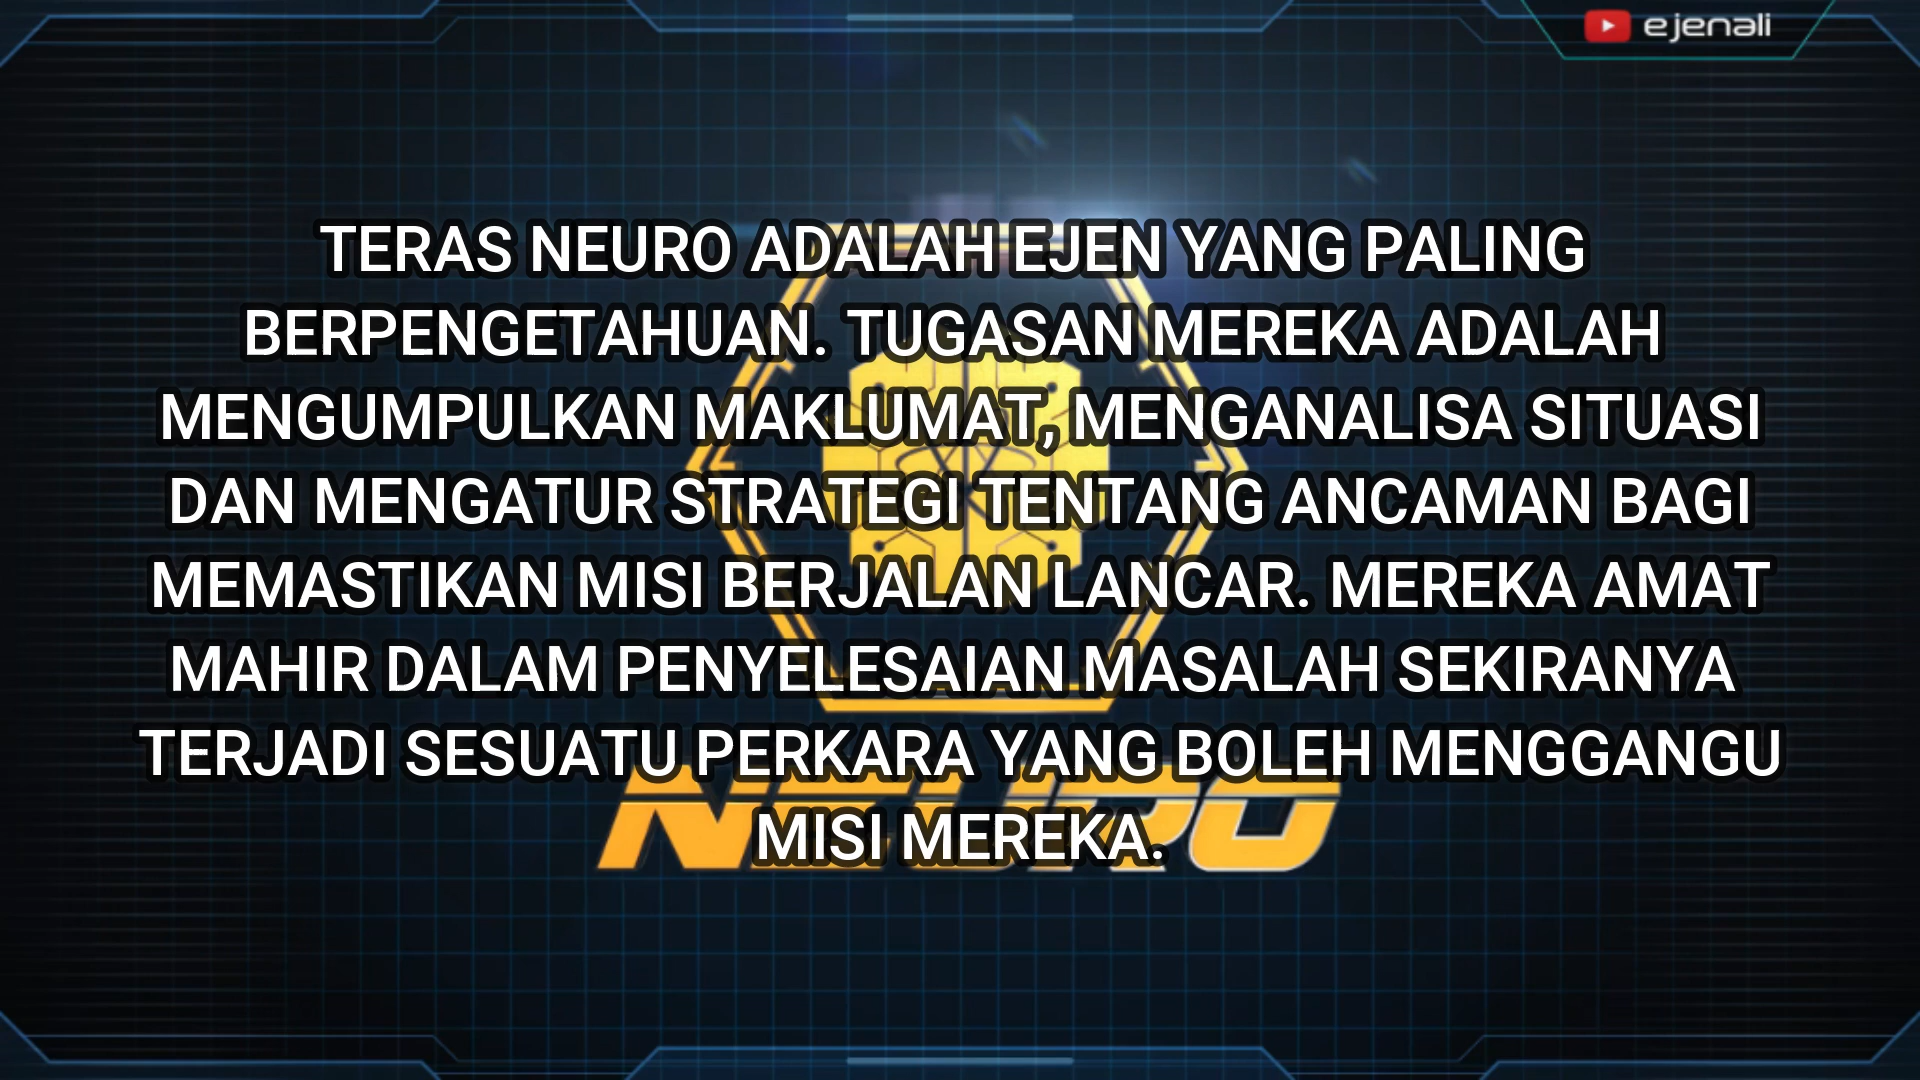 ejenali
TERAS NEURO ADALAH EJEN YANG PALING
BERPENGETAHUAN. TUGASAN MEREKA ADALAH
MENGUMPULKAN MAKLUMAT, MENGANALISA SITUASI
DAN MENGATUR STRATEGI TENTANG ANCAMAN BAGI
MEMASTIKAN MISI BERJALAN LANCAR. MEREKA AMAT
MAHIR DALAM PENYELESAIAN MASALAH SEKIRANYA
TERJADI SESUATU PERKARA YANG BOLEH MENGGANGU
MISI MEREKA.
NEURO